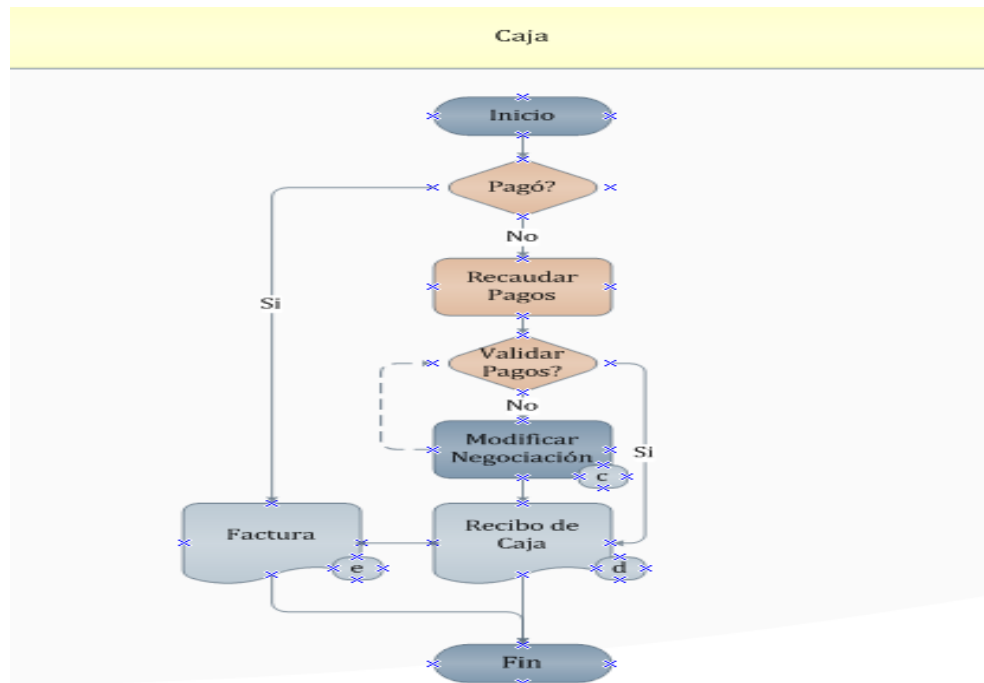 Caja
Inicio
Pagó?
No
Recaudar
Pagos
Si
Validar
Pagos?
No
Modificar
Negociación
Si
c
Recibo de
Caja
Factura
e
d
Fin